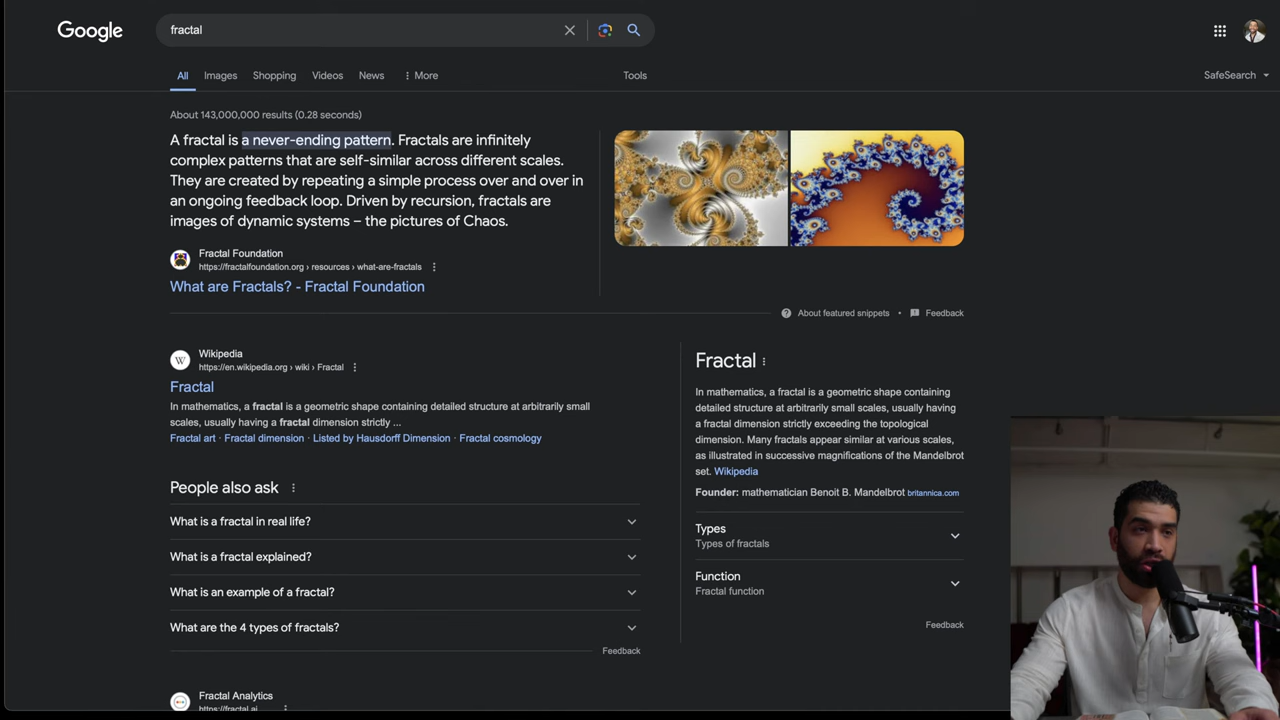 Google
fractal
All Images Shopping Videos News More Tools
SafeSearch
About 143,000,000 results (0.28 seconds)
A fractal is a never-ending pattern. Fractals are infinitely
complex patterns that are self-similar across different scales.
They are created by repeating a simple process over and over in
an ongoing feedback loop. Driven by recursion, fractals are
images of dynamic systems – the pictures of Chaos.
Fractal Foundation
https://fractalfoundation.org › resources › what-are-fractals
What are Fractals? - Fractal Foundation
About featured snippets • Feedback
W
Wikipedia
https://en.wikipedia.org › wiki › Fractal
Fractal
In mathematics, a fractal is a geometric shape containing detailed structure at arbitrarily small
scales, usually having a fractal dimension strictly ...
Fractal art · Fractal dimension · Listed by Hausdorff Dimension · Fractal cosmology
People also ask
What is a fractal in real life?
What is a fractal explained?
What is an example of a fractal?
What are the 4 types of fractals?
Feedback
Fractal Analytics
https://fractal.ai
Fractal
In mathematics, a fractal is a geometric shape containing
detailed structure at arbitrarily small scales, usually having
a fractal dimension strictly exceeding the topological
dimension. Many fractals appear similar at various scales,
as illustrated in successive magnifications of the Mandelbrot
set. Wikipedia
Founder: mathematician Benoit B. Mandelbrot britannica.com
Types
Types of fractals
Function
Fractal function
Feedback